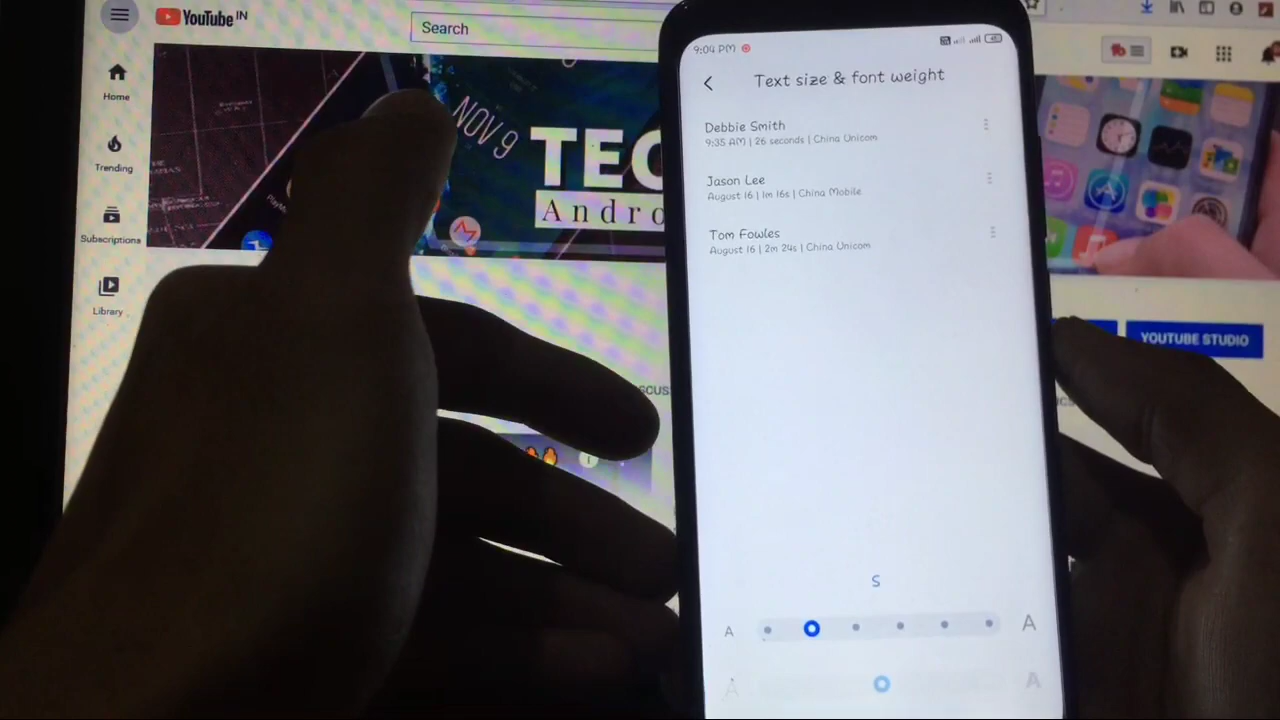 YouTube IN
Search
Home
Trending
Subscriptions
Library
NOV 9
TEC
Andro
9:04 PM
Text size & font weight
Debbie Smith
9:35 AM | 26 seconds | China Unicom
Jason Lee
August 16 | 1m 16s | China Mobile
Tom Fowles
August 16 | 2m 24s | China Unicom
S
A
A
A
A
YOUTUBE STUDIO
SCUS